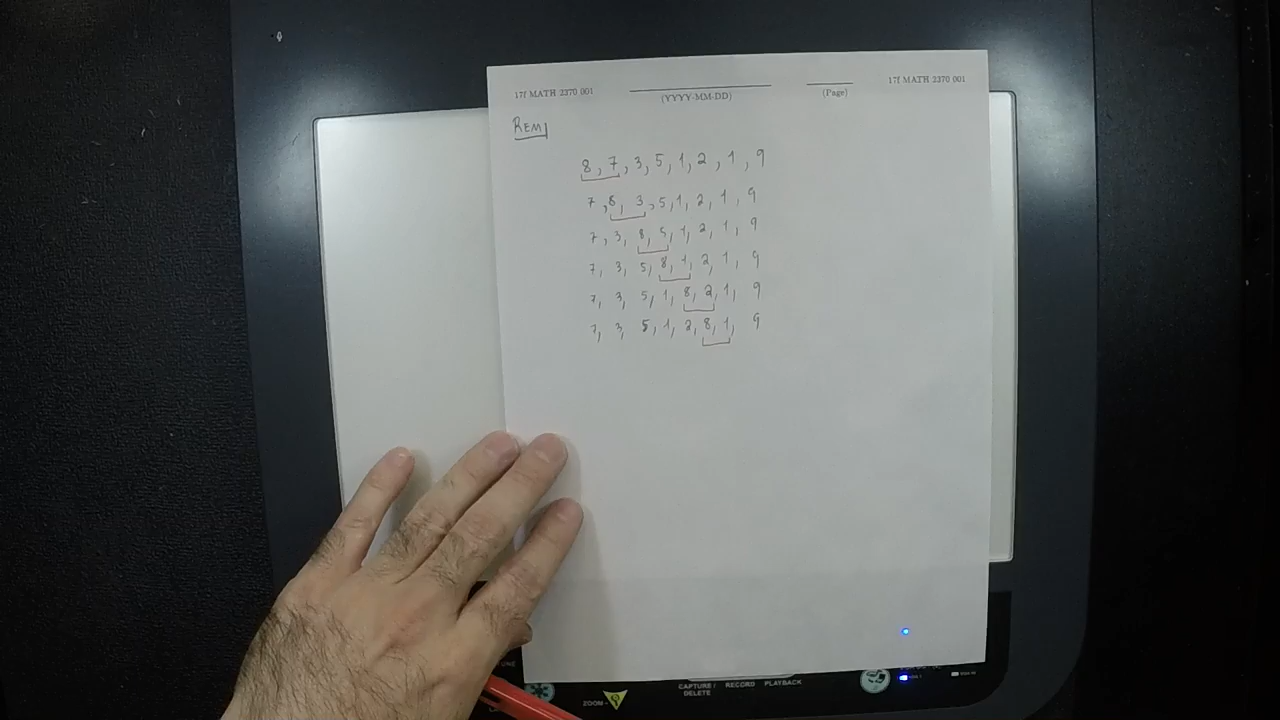 17f MATH 2370 001 (YYYY-MM-DD) (Page) 17f MATH 2370 001
REM
8, 7, 3, 5, 1, 2, 1, 9
7, 8, 3, 5, 1, 2, 1, 9
7, 3, 8, 5, 1, 2, 1, 9
7, 3, 5, 8, 1, 2, 1, 9
7, 3, 5, 1, 8, 2, 1, 9
7, 3, 5, 1, 2, 8, 1, 9
CAPTURE / DELETE RECORD PLAYBACK
ZOOM -